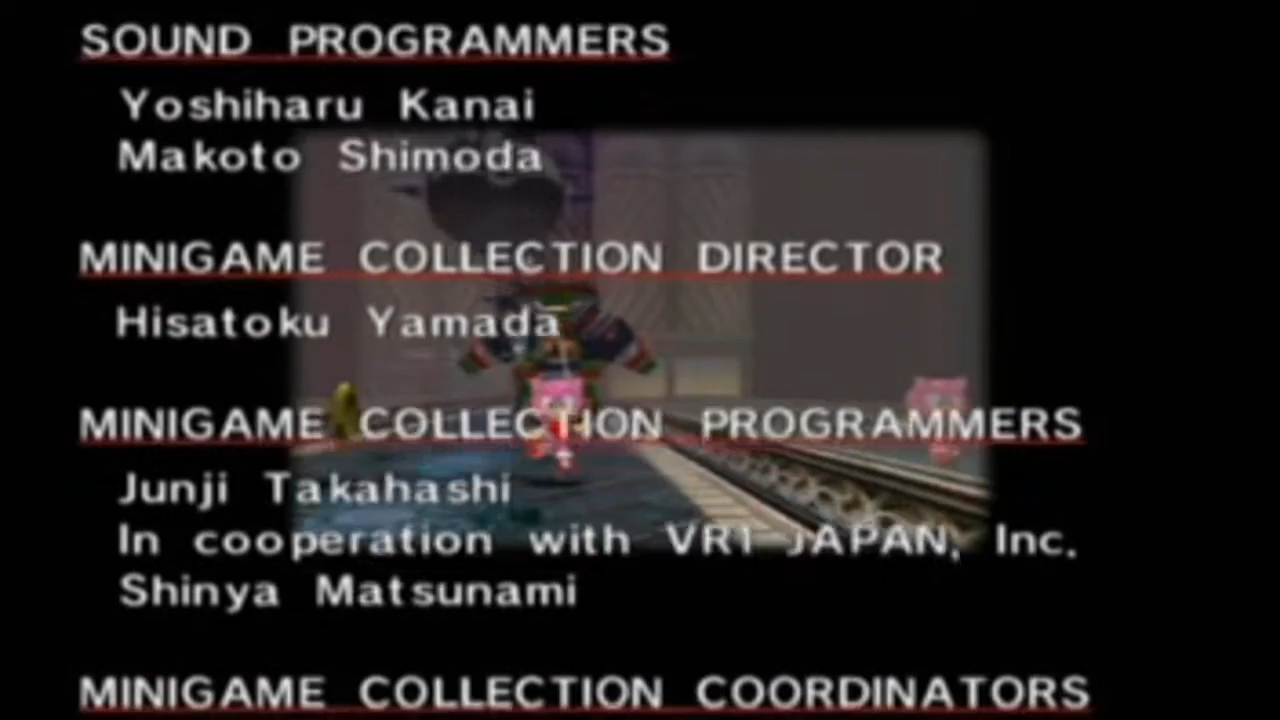 SOUND PROGRAMMERS
Yoshiharu Kanai
Makoto Shimoda
MINIGAME COLLECTION DIRECTOR
Hisatoku Yamada
MINIGAME COLLECTION PROGRAMMERS
Junji Takahashi
In cooperation with VR1 JAPAN, Inc.
Shinya Matsunami
MINIGAME COLLECTION COORDINATORS